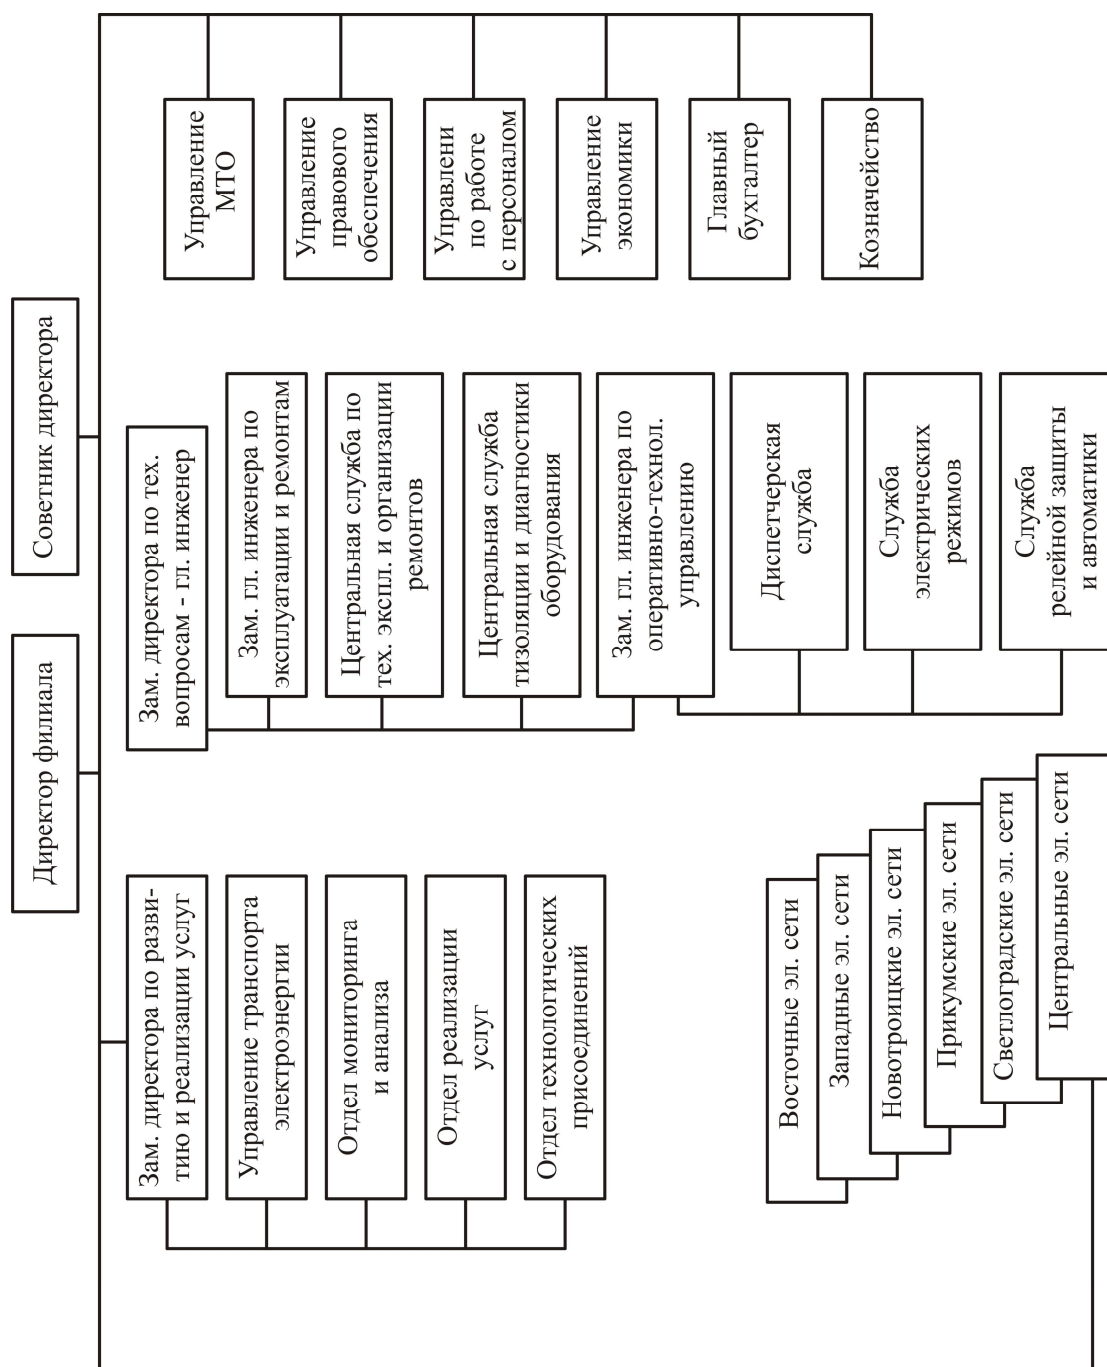 Директор филиала
Советник директора
Зам. директора по разви-
тию и реализации услуг
Управление транспорта
электроэнергии
Отдел мониторинга
и анализа
Отдел реализации
услуг
Отдел технологических
присоединений
Зам. директора по тех.
вопросам - гл. инженер
Зам. гл. инженера по
эксплуатации и ремонтам
Центральная служба по
тех. экспл. и организации
ремонтов
Центральная служба
тизоляции и диагностики
оборудования
Зам. гл. инженера по
оперативно-технол.
управлению
Диспетчерская
служба
Служба
электрических
режимов
Служба
релейной защиты
и автоматики
Управление
МТО
Управление
правового
обеспечения
Управлени
по работе
с персоналом
Управление
экономики
Главный
бухгалтер
Козначейство
Восточные эл. сети
Западные эл. сети
Новотроицкие эл. сети
Прикумские эл. сети
Светлоградские эл. сети
Центральные эл. сети